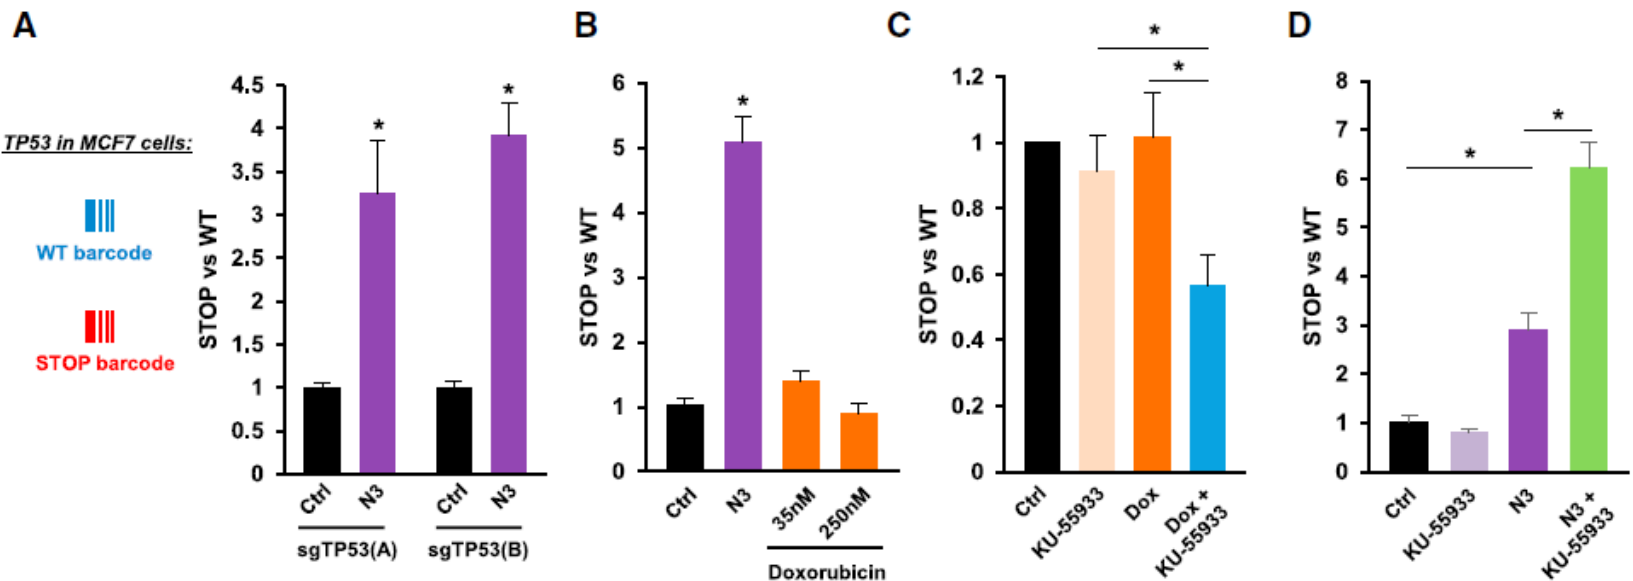 A
TP53 in MCF7 cells:
WT barcode
STOP barcode
STOP vs WT
4.5
4
3.5
3
2.5
2
1.5
1
0.5
0
*
*
Ctrl
N3
Ctrl
N3
sgTP53(A)
sgTP53(B)
B
STOP vs WT
6
5
4
3
2
1
0
*
Ctrl
N3
35nM
250nM
Doxorubicin
C
STOP vs WT
1.2
1
0.8
0.6
0.4
0.2
0
*
*
Ctrl
KU-55933
Dox
Dox +
KU-55933
D
STOP vs WT
8
7
6
5
4
3
2
1
0
*
*
Ctrl
KU-55933
N3
N3 +
KU-55933